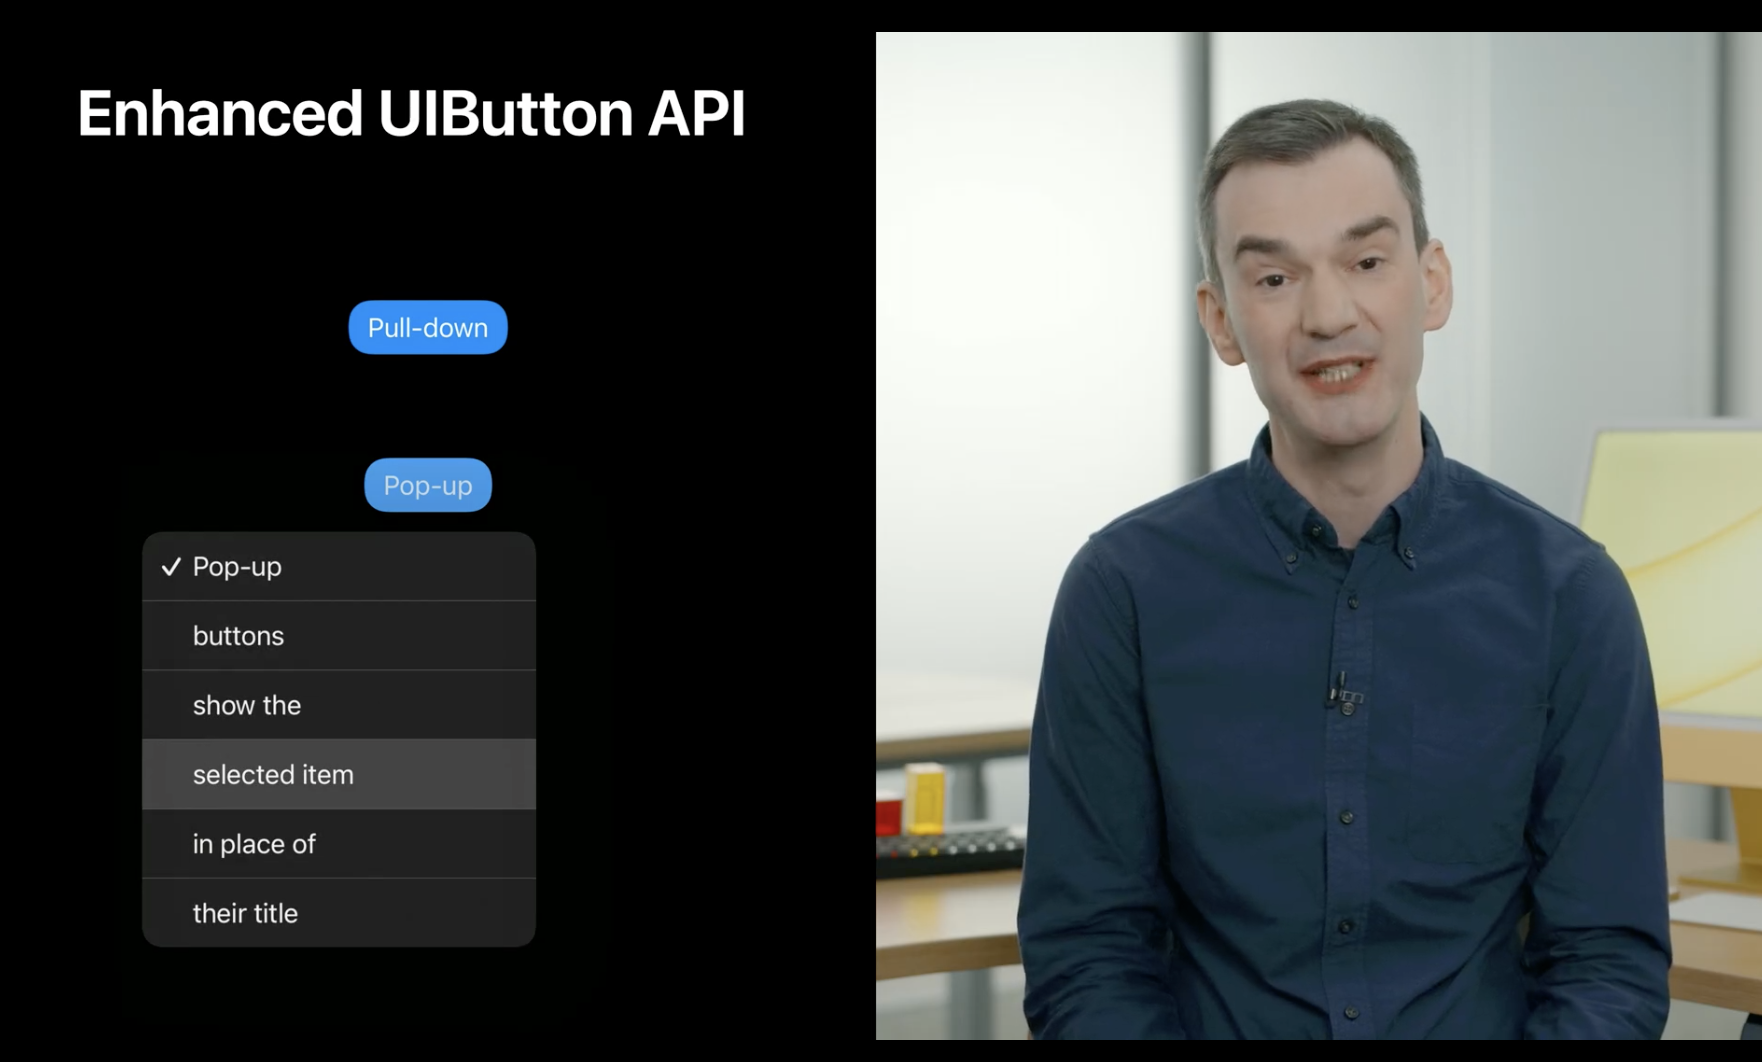 Enhanced UIButton API
Pull-down
Pop-up
✓ Pop-up
buttons
show the
selected item
in place of
their title